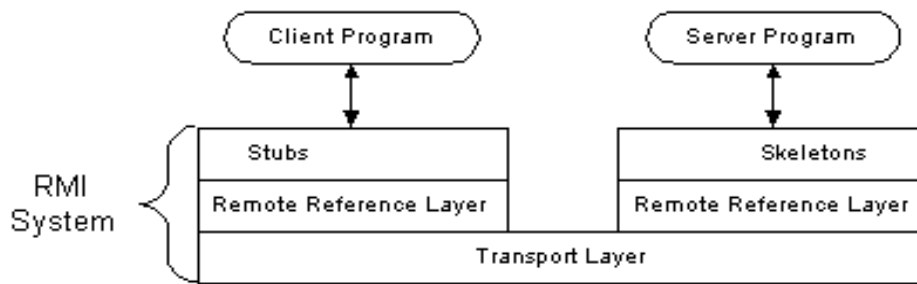 Client Program
Server Program
Stubs
Skeletons
RMI
System
Remote Reference Layer
Remote Reference Layer
Transport Layer